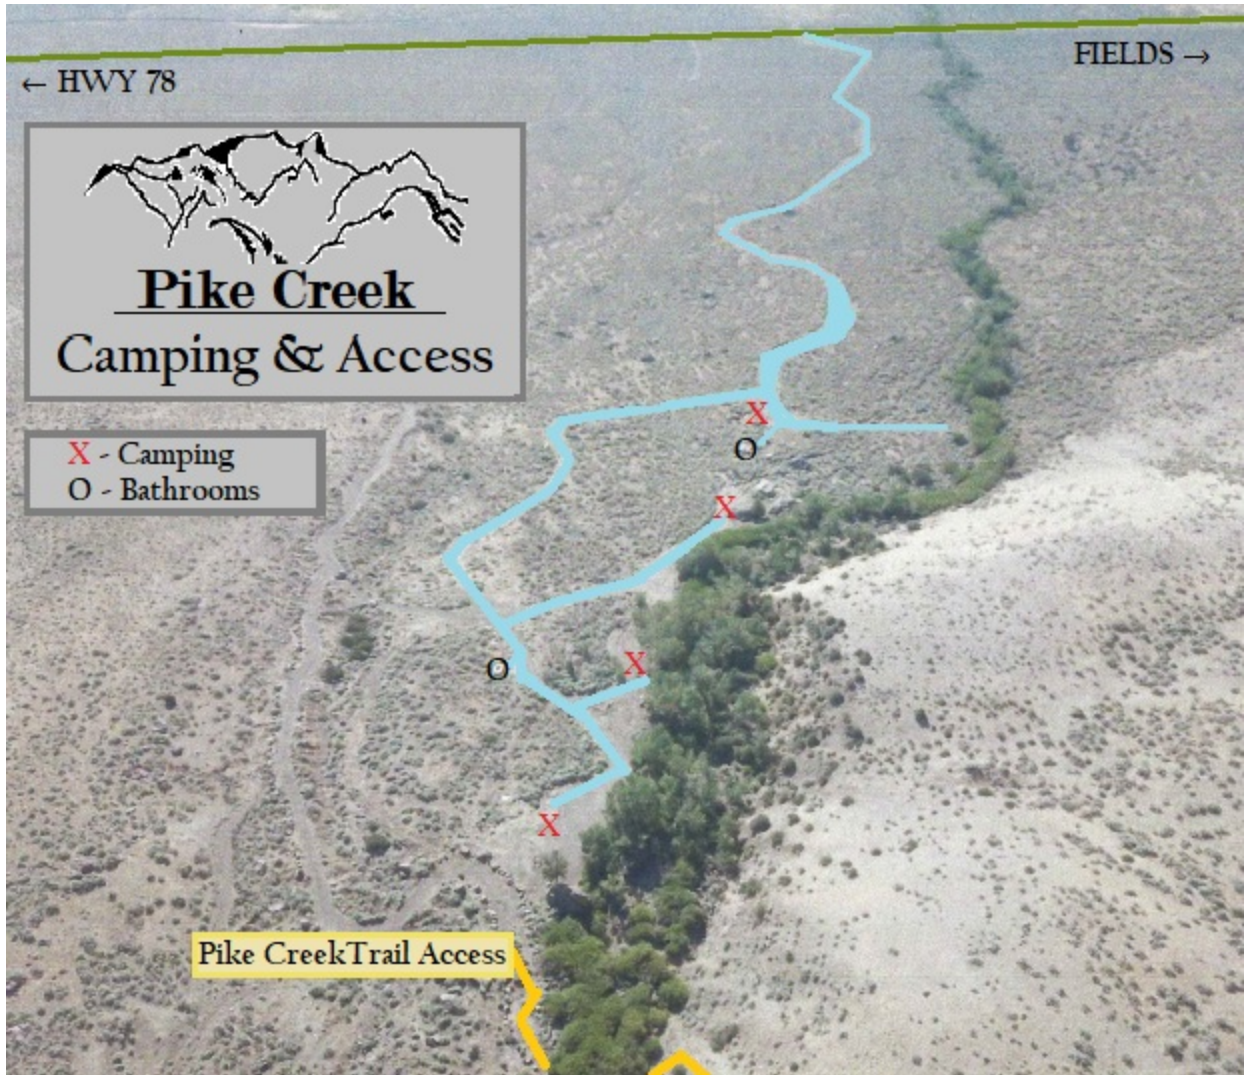 ← HWY 78
FIELDS →
Pike Creek
Camping & Access
X - Camping
O - Bathrooms
X
O
X
X
O
X
Pike CreekTrail Access